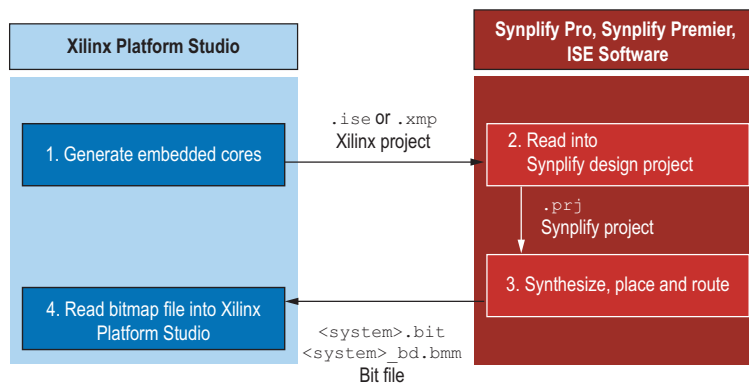 Xilinx Platform Studio
Synplify Pro, Synplify Premier,
ISE Software
1. Generate embedded cores
.ise or .xmp
Xilinx project
2. Read into
Synplify design project
.prj
Synplify project
3. Synthesize, place and route
4. Read bitmap file into Xilinx
Platform Studio
<system>.bit
<system>_bd.bmm
Bit file